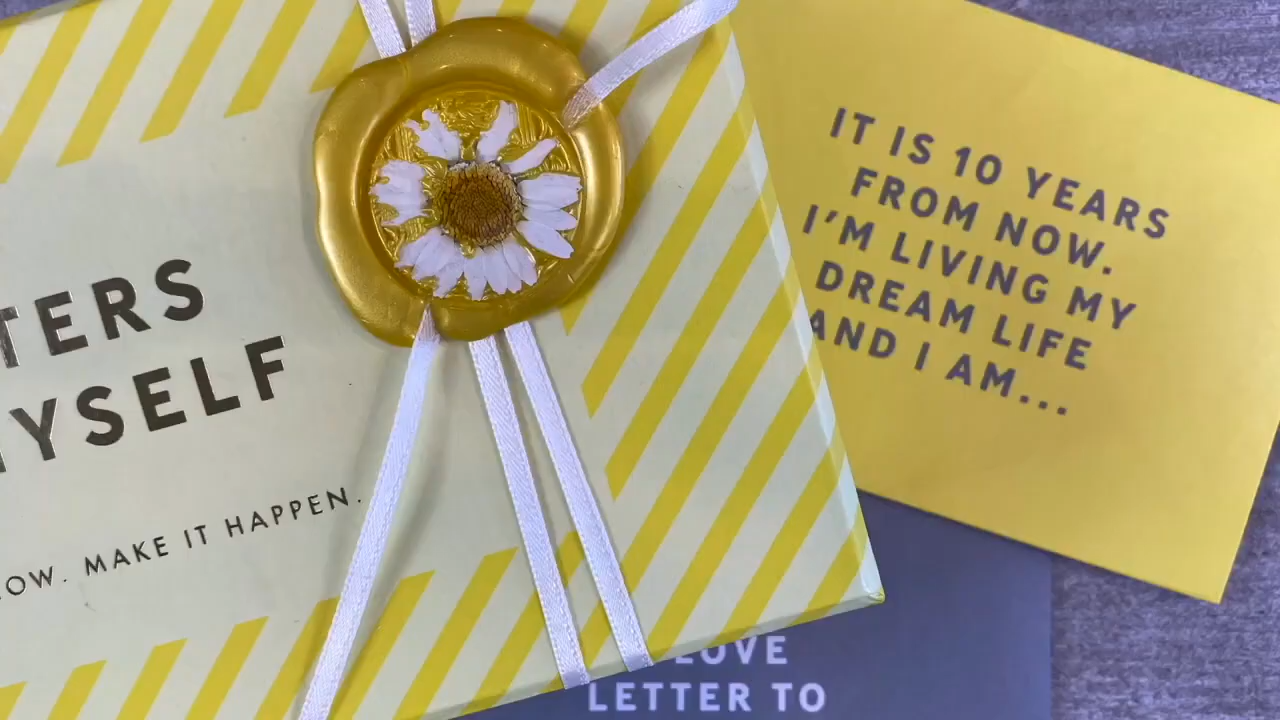 TERS
YSELF
OW. MAKE IT HAPPEN.
IT IS 10 YEARS
FROM NOW.
I'M LIVING MY
DREAM LIFE
AND I AM...
LOVE
LETTER TO